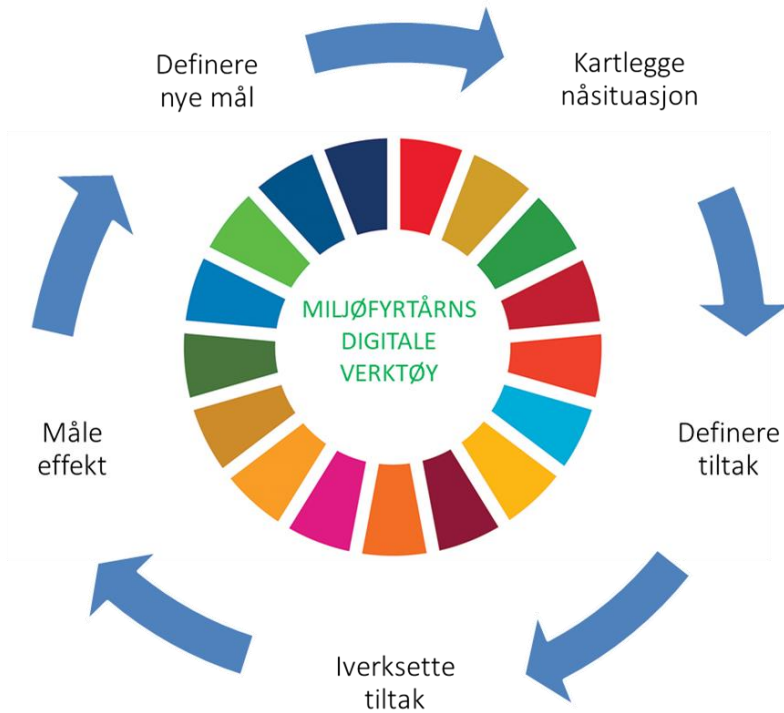 Definere
nye mål
Kartlegge
nåsituasjon
MILJØFYRTÅRNS
DIGITALE
VERKTØY
Definere
tiltak
Iverksette
tiltak
Måle
effekt